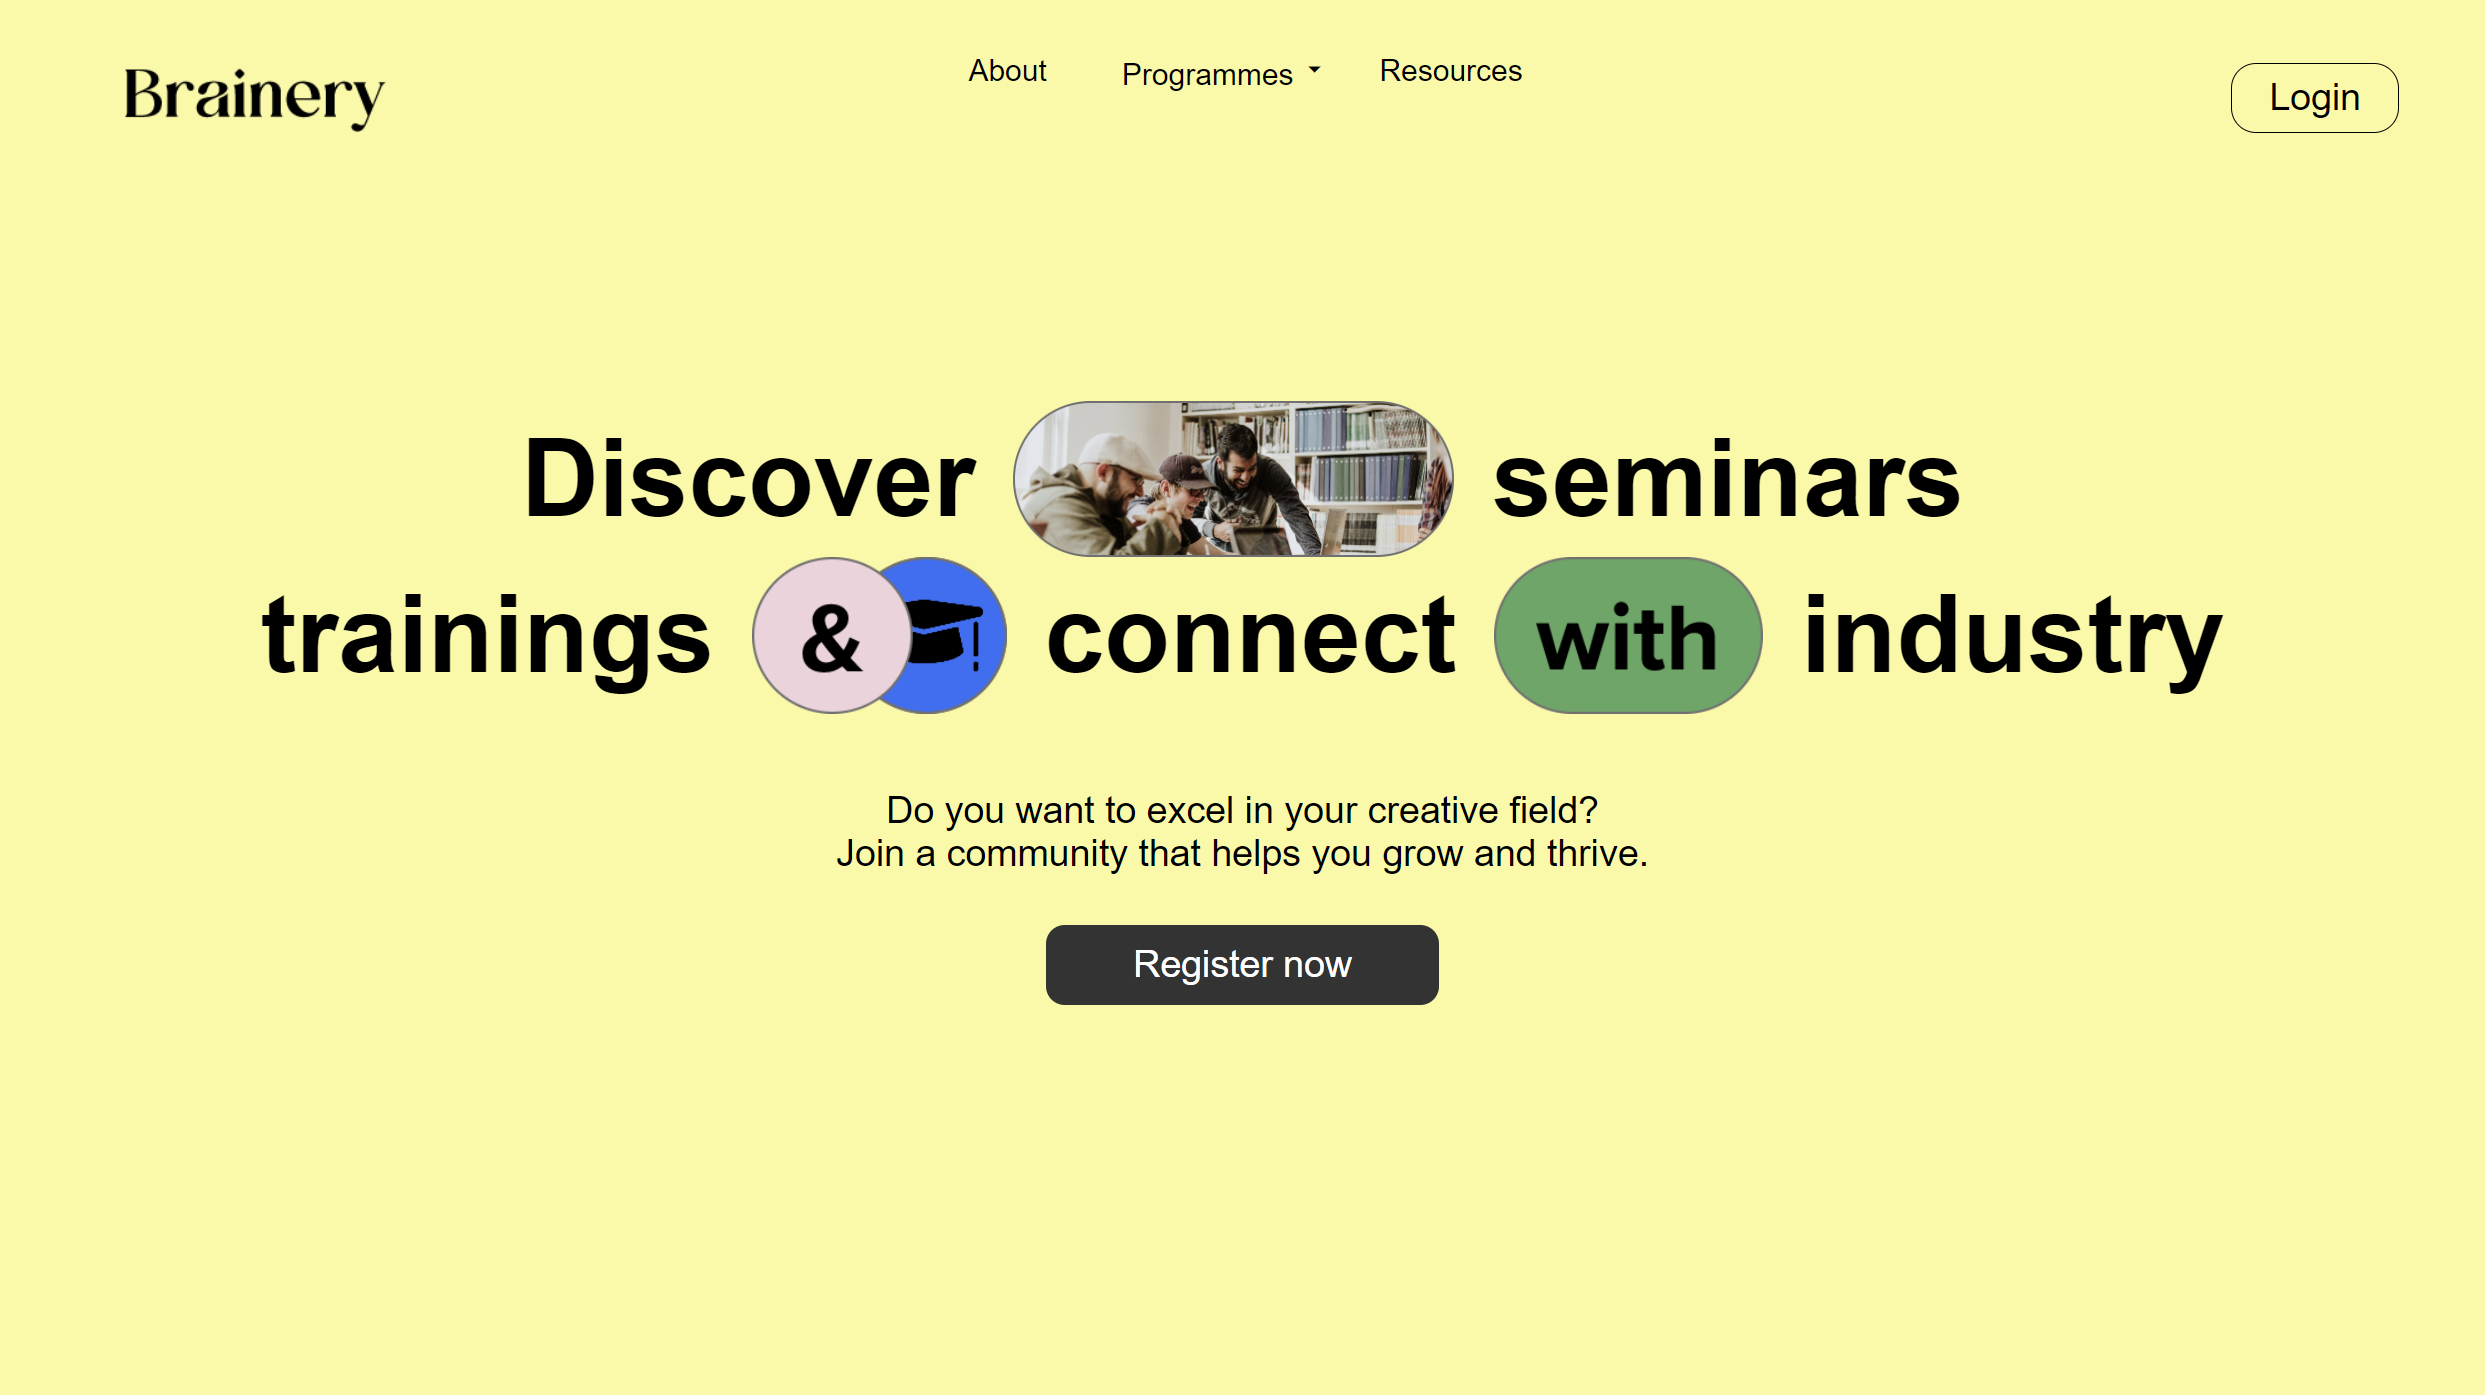 Brainery
About Programmes Resources
Login
Discover seminars
trainings & connect with industry
Do you want to excel in your creative field?
Join a community that helps you grow and thrive.
Register now